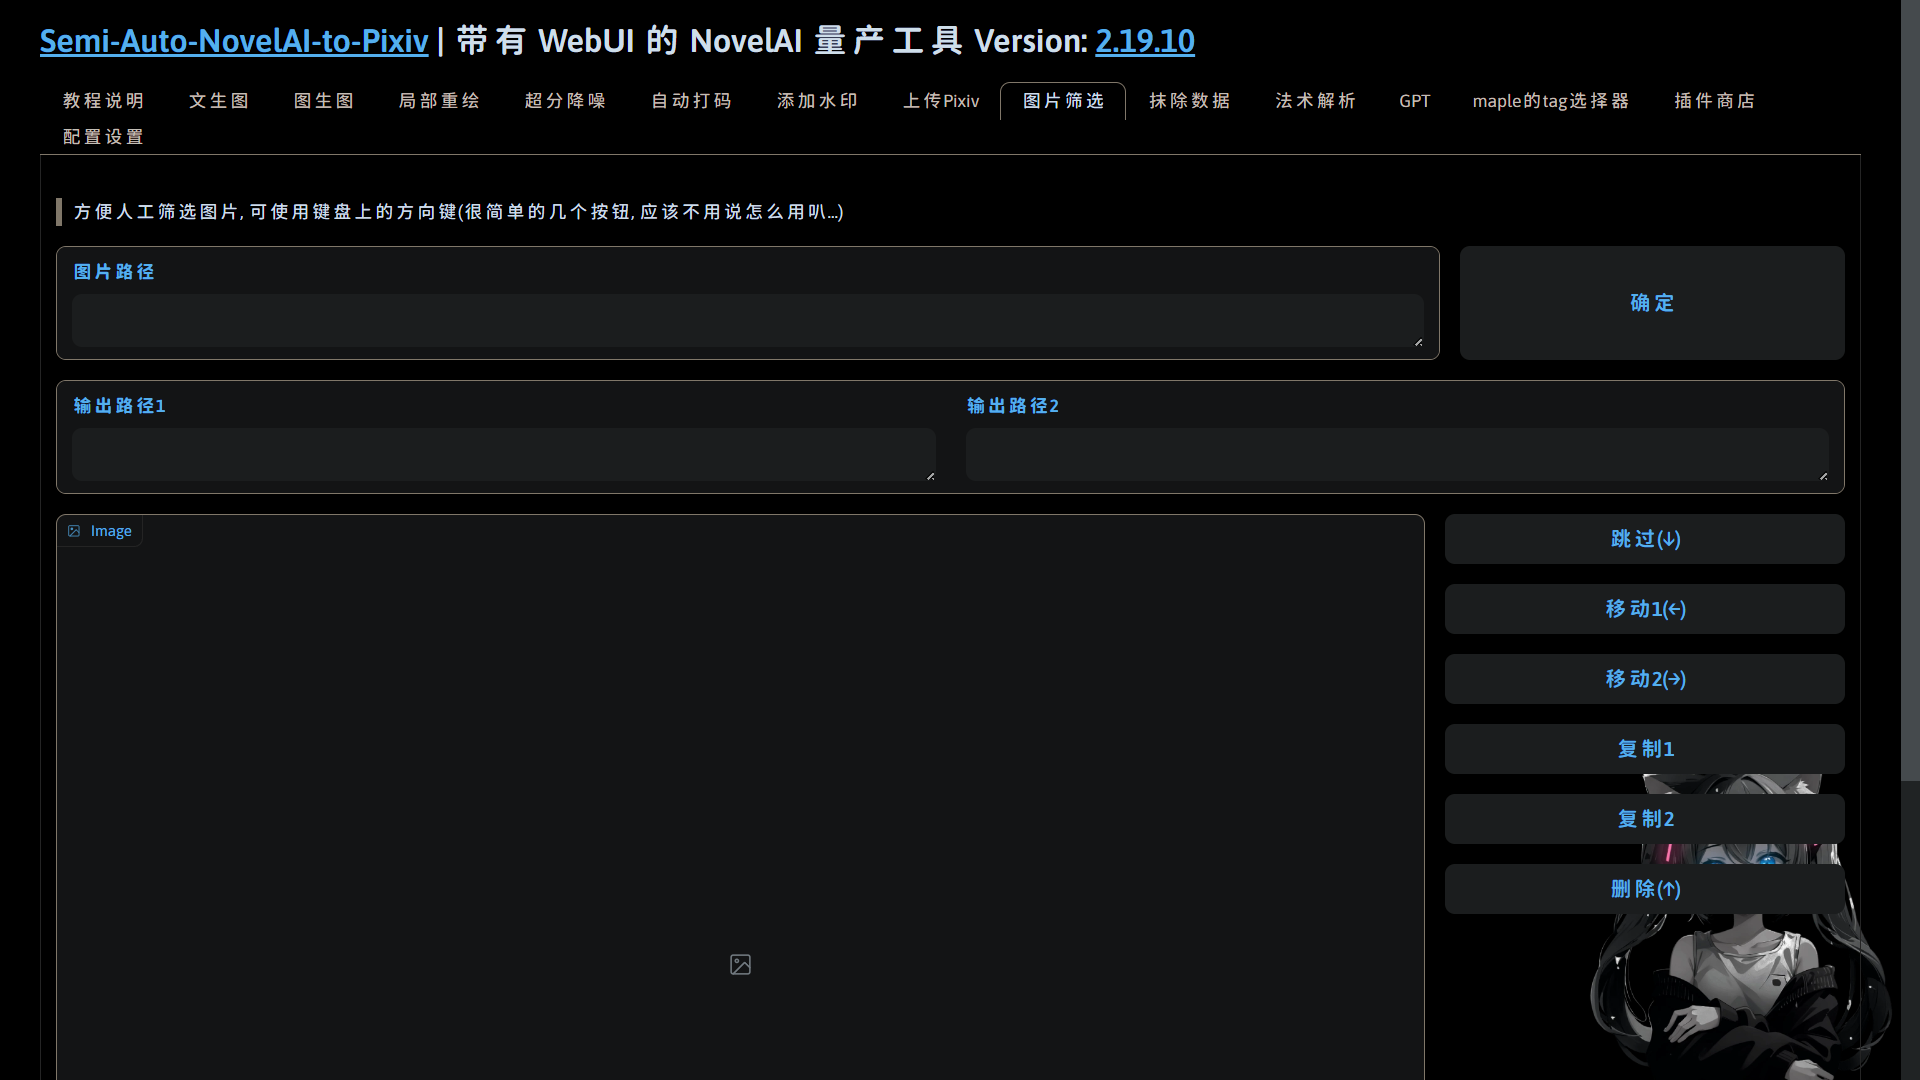 Semi-Auto-NovelAI-to-Pixiv | 带有 WebUI 的 NovelAI 量产工具 Version: 2.19.10
教程说明 文生图 图生图 局部重绘 超分降噪 自动打码 添加水印 上传Pixiv 图片筛选 抹除数据 法术解析 GPT maple的tag选择器 插件商店
配置设置
方便人工筛选图片, 可使用键盘上的方向键(很简单的几个按钮, 应该不用说怎么用叭...)
图片路径
确定
输出路径1 输出路径2
Image
跳过(↓)
移动1(←)
移动2(→)
复制1
复制2
删除(↑)